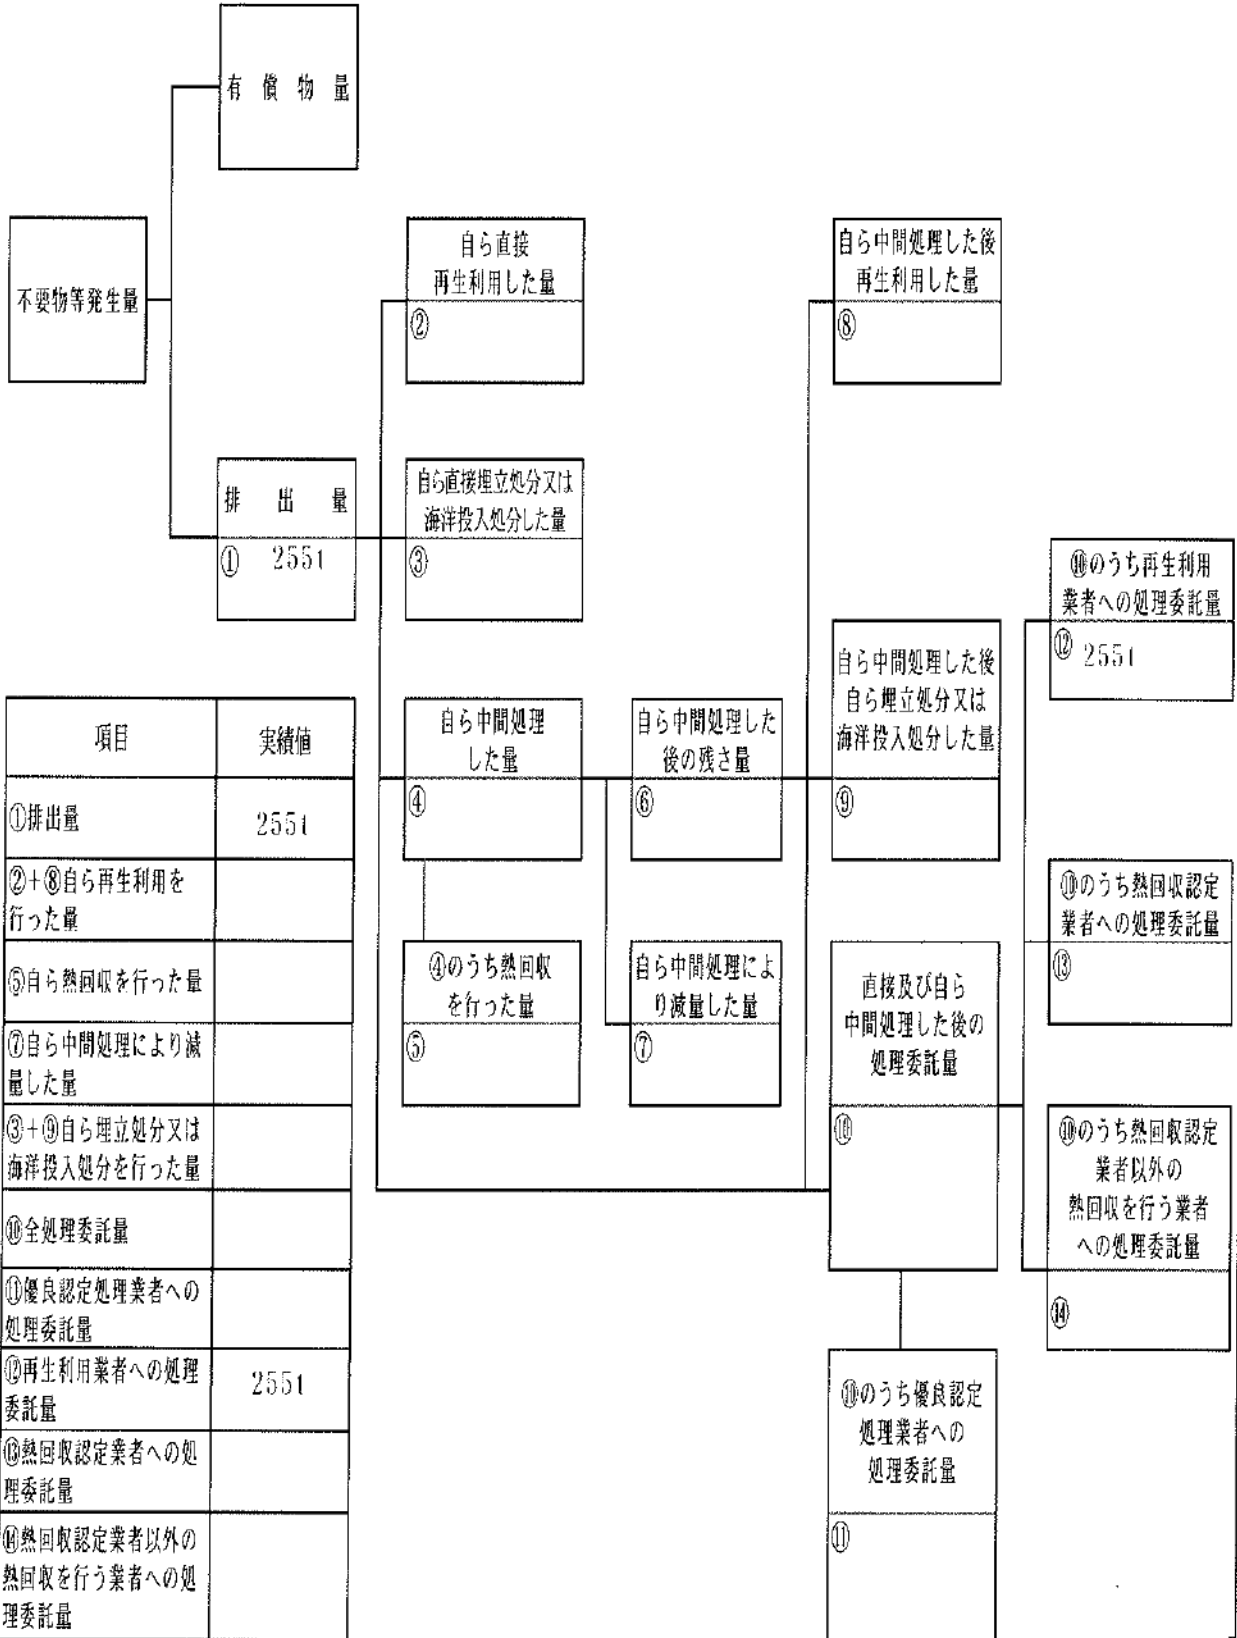 有償物量
不要物等発生量
自ら直接
再生利用した量
②
自ら中間処理した後
再生利用した量
⑧
排出量
① 255t
自ら直接埋立処分又は
海洋投入処分した量
③
⑩のうち再生利用
業者への処理委託量
⑫ 255t
自ら中間処理した後
自ら埋立処分又は
海洋投入処分した量
⑨
自ら中間処理
した量
④
自ら中間処理した
後の残さ量
⑥
⑩のうち熱回収認定
業者への処理委託量
⑬
④のうち熱回収
を行った量
⑤
自ら中間処理によ
り減量した量
⑦
直接及び自ら
中間処理した後の
処理委託量
⑩
⑩のうち熱回収認定
業者以外の
熱回収を行う業者
への処理委託量
⑭
⑩のうち優良認定
処理業者への
処理委託量
⑪
項目 実績値
①排出量 255t
②+⑧自ら再生利用を
行った量
⑤自ら熱回収を行った量
⑦自ら中間処理により減
量した量
③+⑨自ら埋立処分又は
海洋投入処分を行った量
⑩全処理委託量
⑪優良認定処理業者への
処理委託量
⑫再生利用業者への処理 255t
委託量
⑬熱回収認定業者への処
理委託量
⑭熱回収認定業者以外の
熱回収を行う業者への処
理委託量